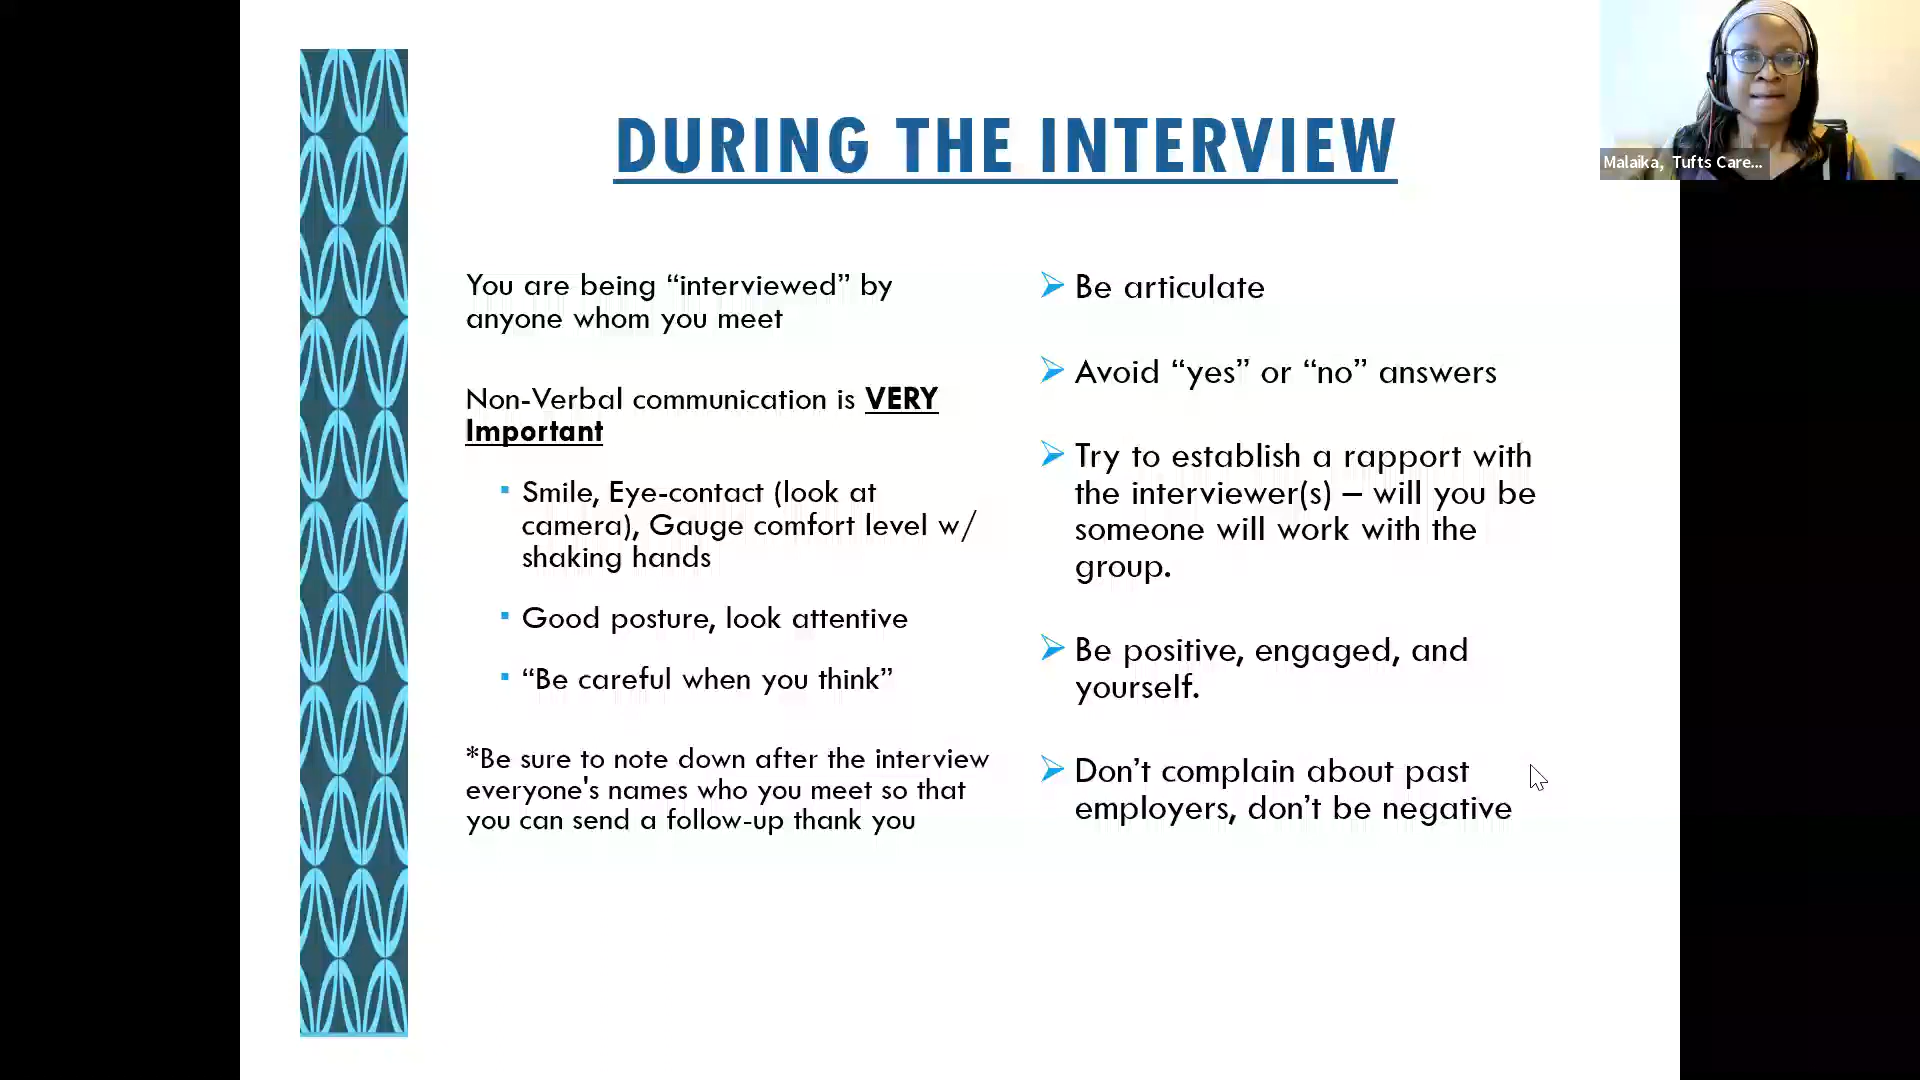 DURING THE INTERVIEW
You are being “interviewed” by
anyone whom you meet
Non-Verbal communication is VERY
Important
▪ Smile, Eye-contact (look at
camera), Gauge comfort level w/
shaking hands
▪ Good posture, look attentive
▪ “Be careful when you think”
*Be sure to note down after the interview
everyone's names who you meet so that
you can send a follow-up thank you
➢ Be articulate
➢ Avoid “yes” or “no” answers
➢ Try to establish a rapport with
the interviewer(s) – will you be
someone will work with the
group.
➢ Be positive, engaged, and
yourself.
➢ Don’t complain about past
employers, don’t be negative
Malaika, Tufts Care...